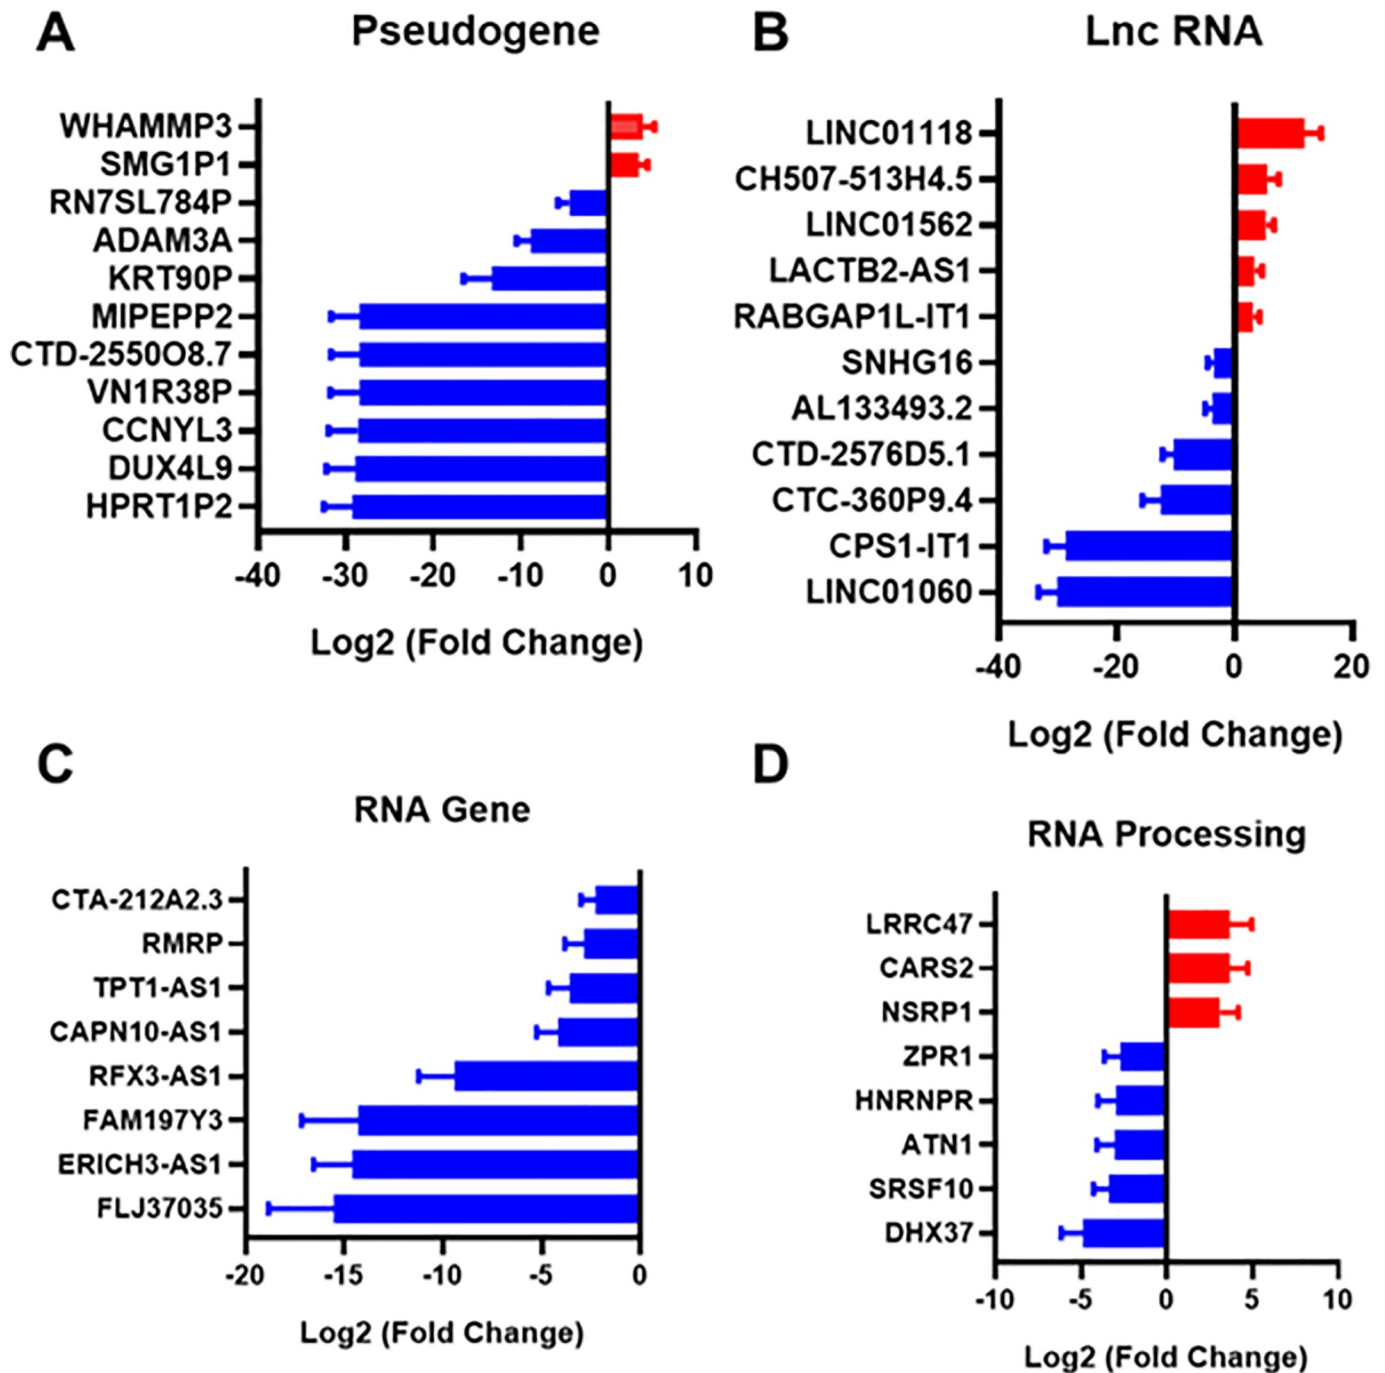 A
Pseudogene
WHAMMP3
SMG1P1
RN7SL784P
ADAM3A
KRT90P
MIPEPP2
CTD-2550O8.7
VN1R38P
CCNYL3
DUX4L9
HPRT1P2
-40 -30 -20 -10 0 10
Log2 (Fold Change)
B
Lnc RNA
LINC01118
CH507-513H4.5
LINC01562
LACTB2-AS1
RABGAP1L-IT1
SNHG16
AL133493.2
CTD-2576D5.1
CTC-360P9.4
CPS1-IT1
LINC01060
-40 -20 0 20
Log2 (Fold Change)
C
RNA Gene
CTA-212A2.3
RMRP
TPT1-AS1
CAPN10-AS1
RFX3-AS1
FAM197Y3
ERICH3-AS1
FLJ37035
-20 -15 -10 -5 0
Log2 (Fold Change)
D
RNA Processing
LRRC47
CARS2
NSRP1
ZPR1
HNRNPR
ATN1
SRSF10
DHX37
-10 -5 0 5 10
Log2 (Fold Change)